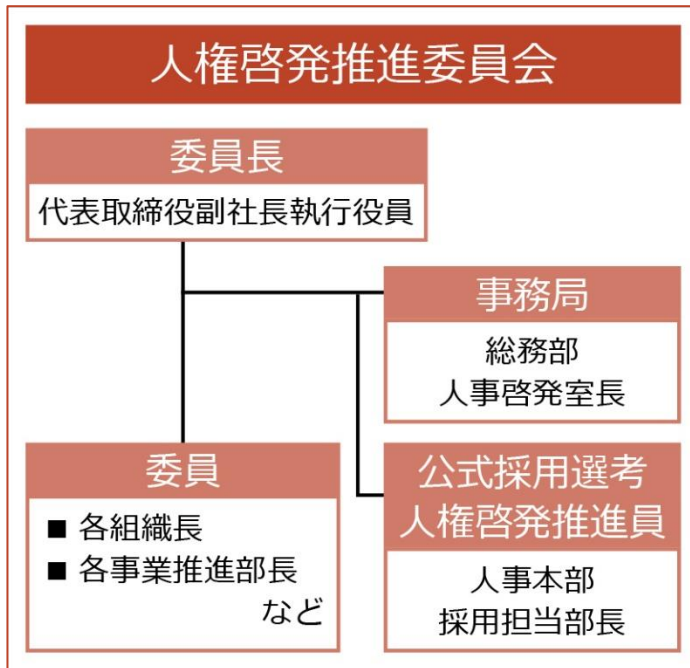 人権啓発推進委員会
委員長
代表取締役副社長執行役員
事務局
総務部
人事啓発室長
委員
■ 各組織長
■ 各事業推進部長
など
公式採用選考
人権啓発推進員
人事本部
採用担当部長